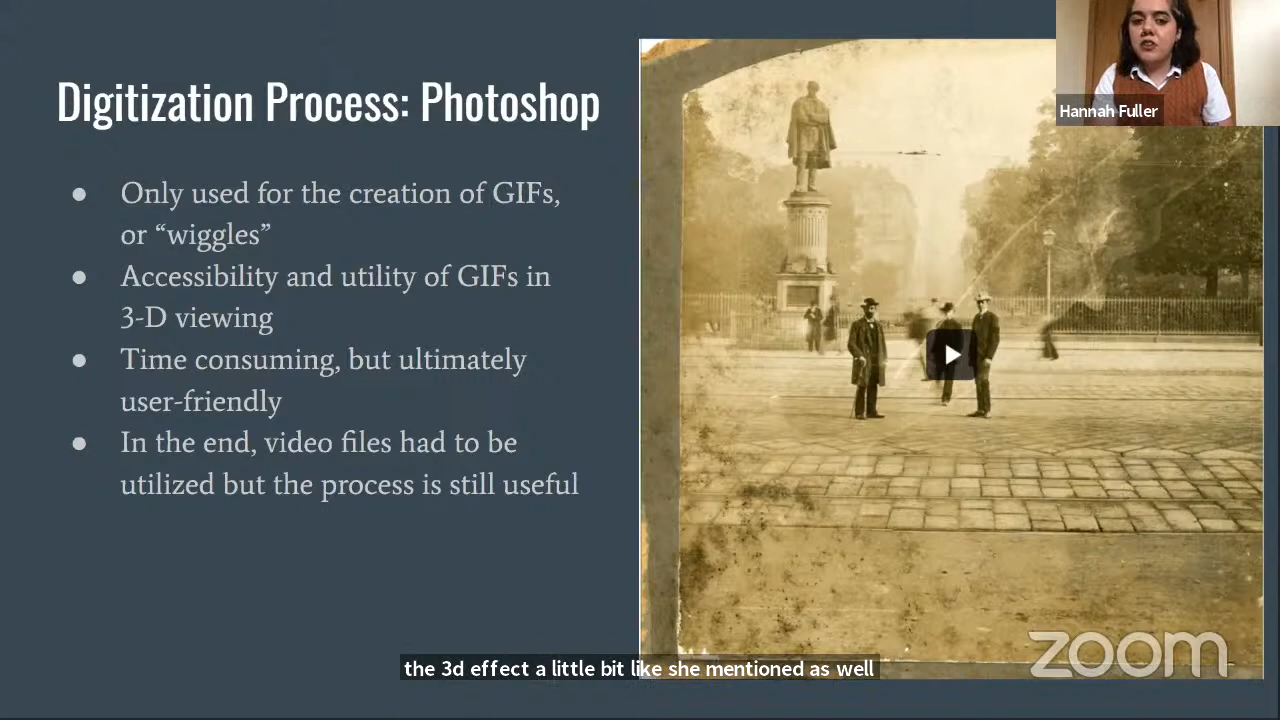 Digitization Process: Photoshop
● Only used for the creation of GIFs,
or “wiggles”
● Accessibility and utility of GIFs in
3-D viewing
● Time consuming, but ultimately
user-friendly
● In the end, video files had to be
utilized but the process is still useful
Hannah Fuller
zoom
the 3d effect a little bit like she mentioned as well